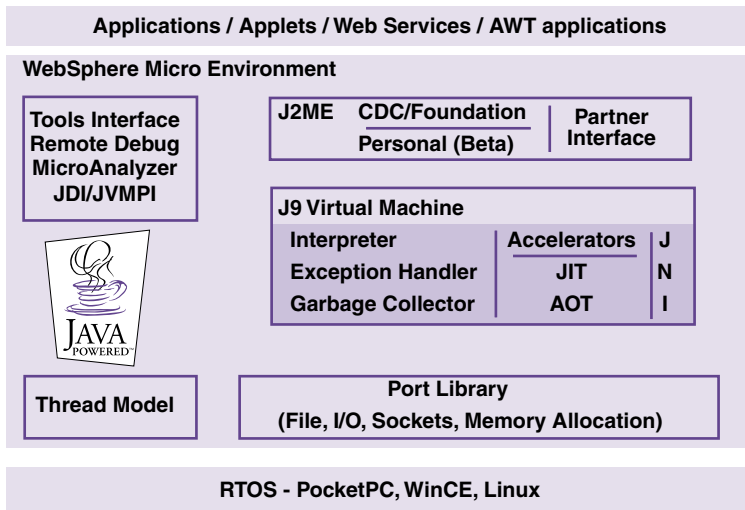 Applications / Applets / Web Services / AWT applications
WebSphere Micro Environment
Tools Interface
Remote Debug
MicroAnalyzer
JDI/JVMPI
J2ME
CDC/Foundation
Personal (Beta)
Partner
Interface
J9 Virtual Machine
Interpreter
Exception Handler
Garbage Collector
Accelerators
JIT
AOT
J
N
I
JAVA
POWERED™
Thread Model
Port Library
(File, I/O, Sockets, Memory Allocation)
RTOS - PocketPC, WinCE, Linux